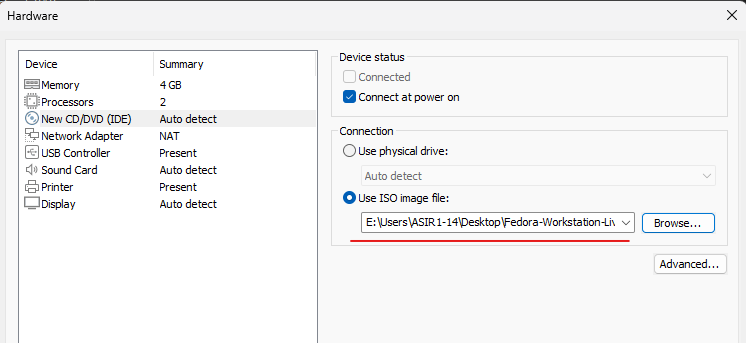 Hardware
Device Summary
Memory 4 GB
Processors 2
New CD/DVD (IDE) Auto detect
Network Adapter NAT
USB Controller Present
Sound Card Auto detect
Printer Present
Display Auto detect
Device status
Connected
Connect at power on
Connection
Use physical drive:
Auto detect
Use ISO image file:
E:\Users\ASIR1-14\Desktop\Fedora-Workstation-Liv
Browse...
Advanced...